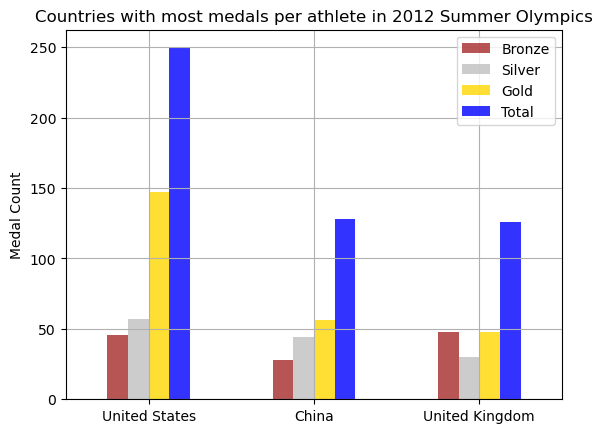 Countries with most medals per athlete in 2012 Summer Olympics
Bronze
Silver
Gold
Total
Medal Count
250
200
150
100
50
0
United States China United Kingdom